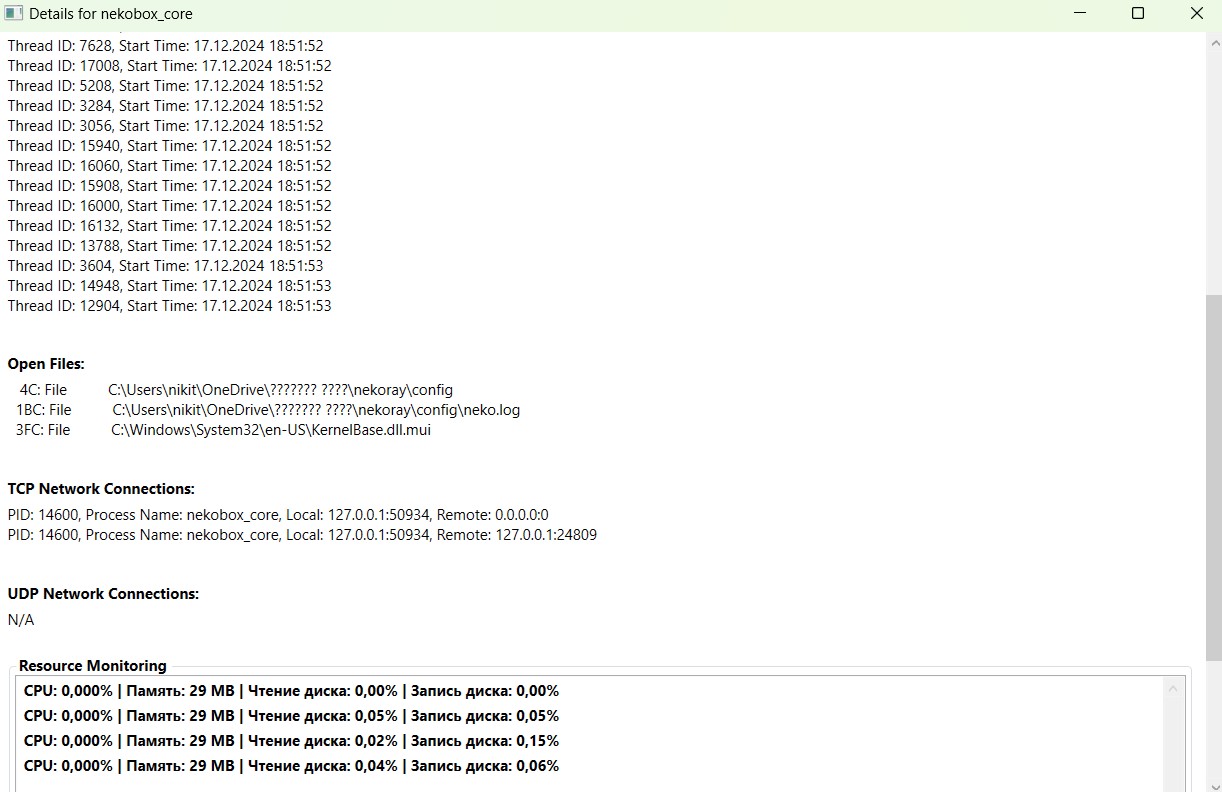 Details for nekobox_core
Thread ID: 7628, Start Time: 17.12.2024 18:51:52
Thread ID: 17008, Start Time: 17.12.2024 18:51:52
Thread ID: 5208, Start Time: 17.12.2024 18:51:52
Thread ID: 3284, Start Time: 17.12.2024 18:51:52
Thread ID: 3056, Start Time: 17.12.2024 18:51:52
Thread ID: 15940, Start Time: 17.12.2024 18:51:52
Thread ID: 16060, Start Time: 17.12.2024 18:51:52
Thread ID: 15908, Start Time: 17.12.2024 18:51:52
Thread ID: 16000, Start Time: 17.12.2024 18:51:52
Thread ID: 16132, Start Time: 17.12.2024 18:51:52
Thread ID: 13788, Start Time: 17.12.2024 18:51:52
Thread ID: 3604, Start Time: 17.12.2024 18:51:53
Thread ID: 14948, Start Time: 17.12.2024 18:51:53
Thread ID: 12904, Start Time: 17.12.2024 18:51:53
Open Files:
4C: File C:\Users\nikit\OneDrive\??????? ????\nekoray\config
1BC: File C:\Users\nikit\OneDrive\??????? ????\nekoray\config\neko.log
3FC: File C:\Windows\System32\en-US\KernelBase.dll.mui
TCP Network Connections:
PID: 14600, Process Name: nekobox_core, Local: 127.0.0.1:50934, Remote: 0.0.0.0:0
PID: 14600, Process Name: nekobox_core, Local: 127.0.0.1:50934, Remote: 127.0.0.1:24809
UDP Network Connections:
N/A
Resource Monitoring
CPU: 0,000% | Память: 29 MB | Чтение диска: 0,00% | Запись диска: 0,00%
CPU: 0,000% | Память: 29 MB | Чтение диска: 0,05% | Запись диска: 0,05%
CPU: 0,000% | Память: 29 MB | Чтение диска: 0,02% | Запись диска: 0,15%
CPU: 0,000% | Память: 29 MB | Чтение диска: 0,04% | Запись диска: 0,06%